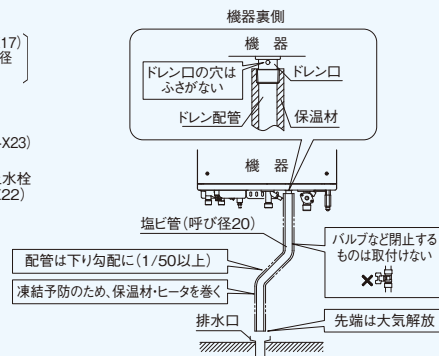 機器裏側
17)
径
機 器
ドレン口の穴は
ふさがない
ドレン口
ドレン配管
保温材
X23)
水栓
22)
機 器
塩ビ管(呼び径20)
バルブなど閉止する
ものは取付けない
配管は下り勾配に(1/50以上)
凍結予防のため、保温材・ヒータを巻く
排水口
先端は大気解放